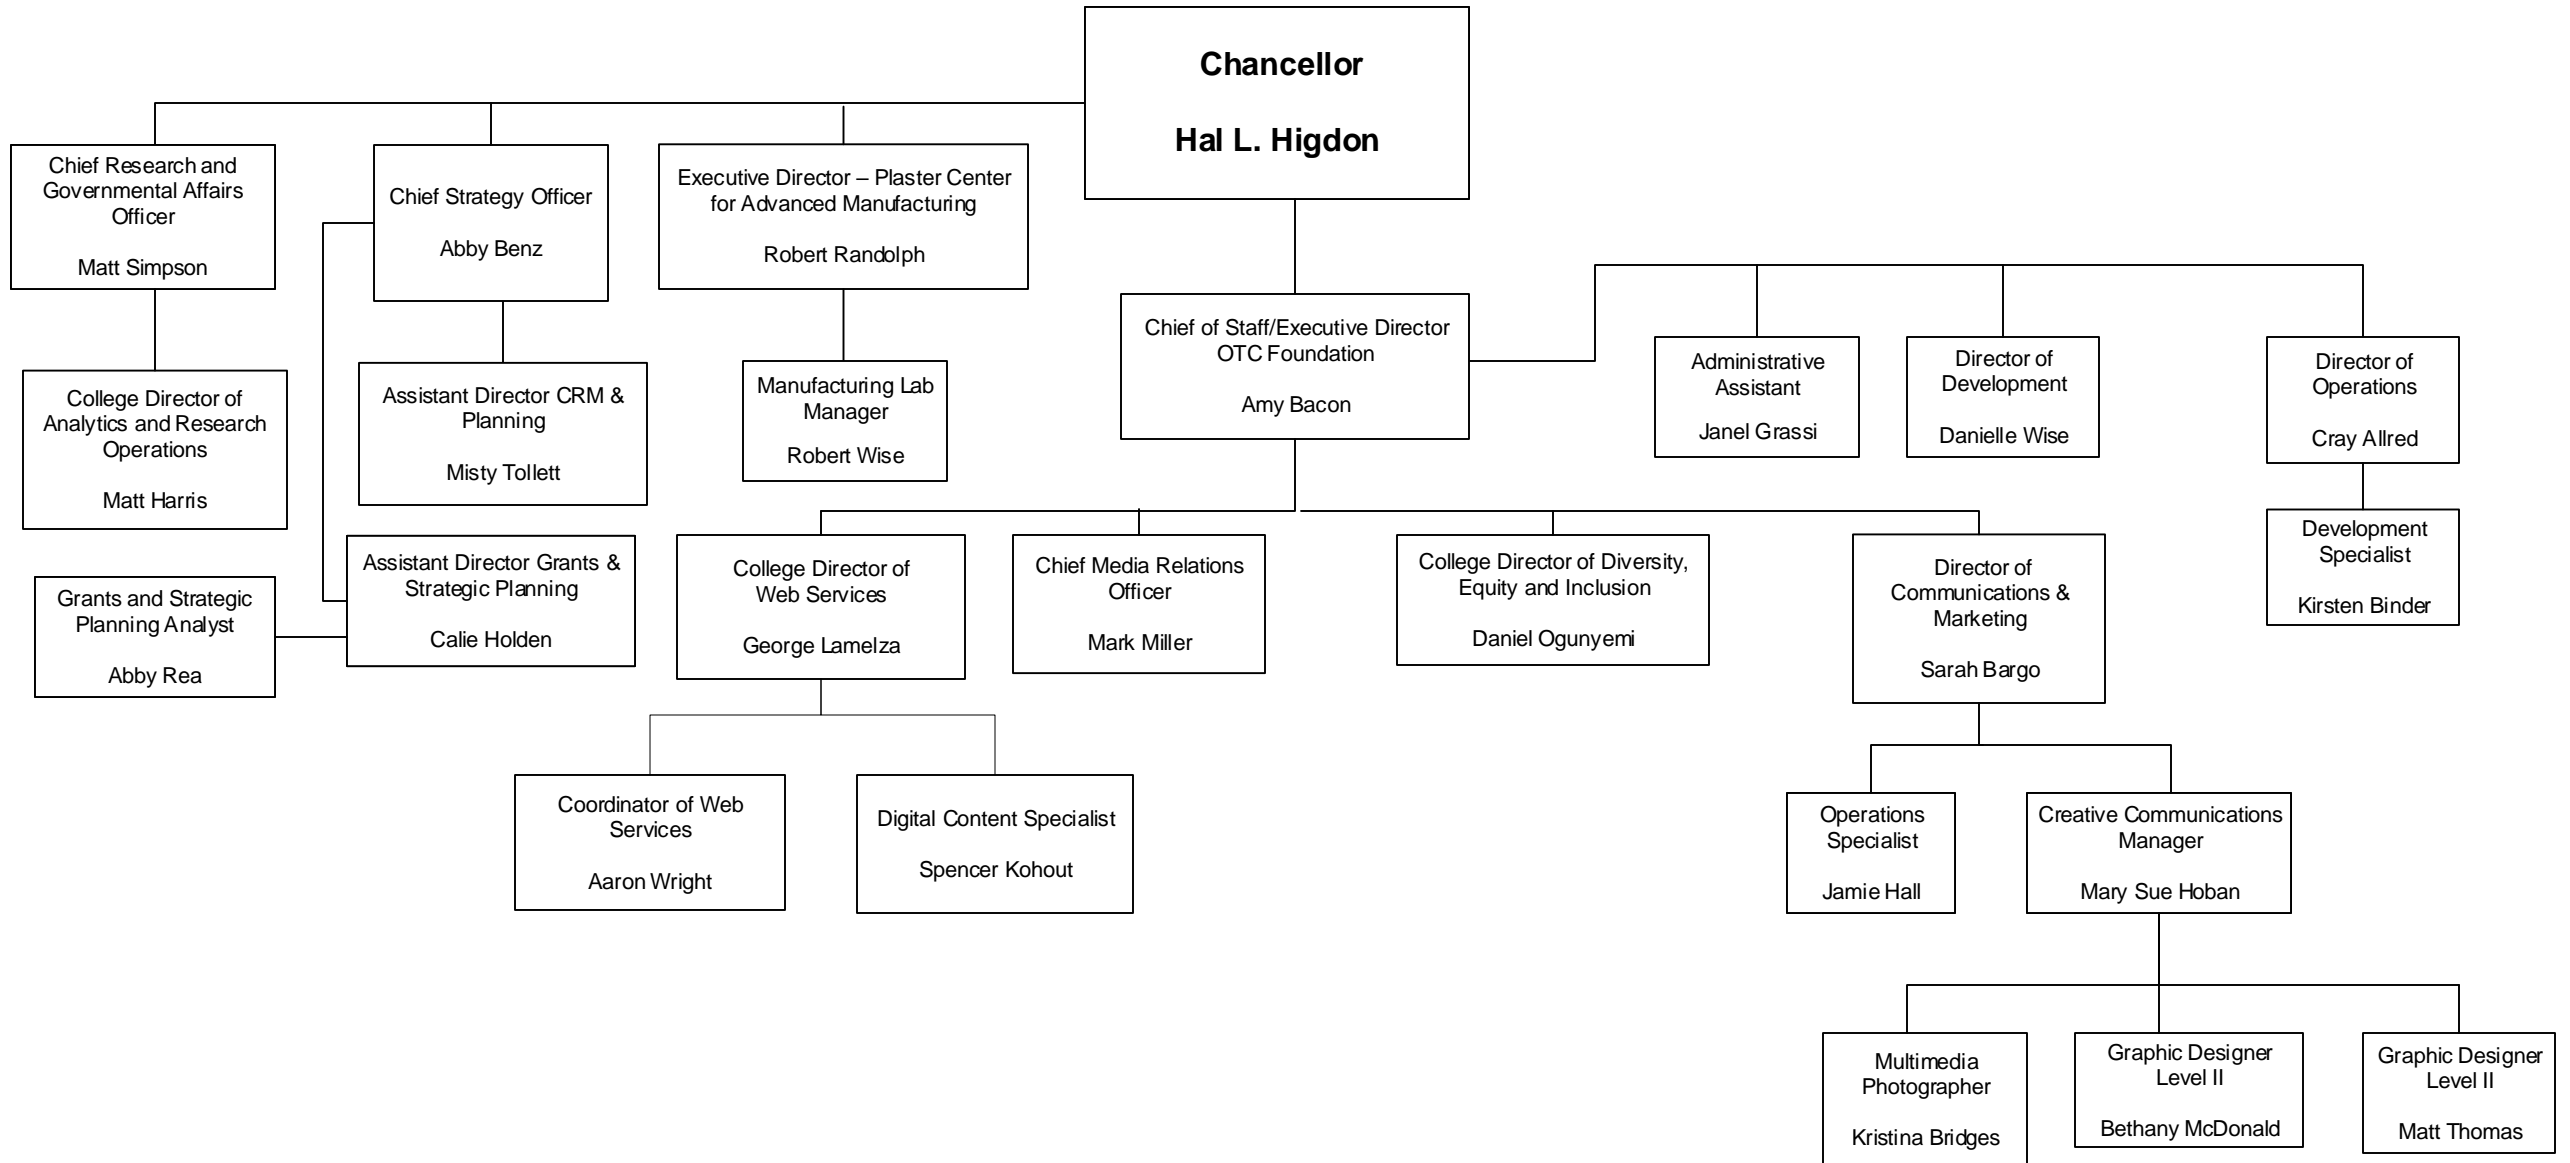 Chancellor
Hal L. Higdon
Chief Research and
Governmental Affairs
Officer
Matt Simpson
Chief Strategy Officer
Abby Benz
Executive Director – Plaster Center
for Advanced Manufacturing
Robert Randolph
Chief of Staff/Executive Director
OTC Foundation
Amy Bacon
Administrative
Assistant
Janel Grassi
Director of
Development
Danielle Wise
Director of
Operations
Cray Allred
College Director of
Analytics and Research
Operations
Matt Harris
Assistant Director CRM &
Planning
Misty Tollett
Manufacturing Lab
Manager
Robert Wise
Development
Specialist
Kirsten Binder
Grants and Strategic
Planning Analyst
Abby Rea
Assistant Director Grants &
Strategic Planning
Calie Holden
College Director of
Web Services
George Lamelza
Chief Media Relations
Officer
Mark Miller
College Director of Diversity,
Equity and Inclusion
Daniel Ogunyemi
Director of
Communications &
Marketing
Sarah Bargo
Coordinator of Web
Services
Aaron Wright
Digital Content Specialist
Spencer Kohout
Operations
Specialist
Jamie Hall
Creative Communications
Manager
Mary Sue Hoban
Multimedia
Photographer
Kristina Bridges
Graphic Designer
Level II
Bethany McDonald
Graphic Designer
Level II
Matt Thomas